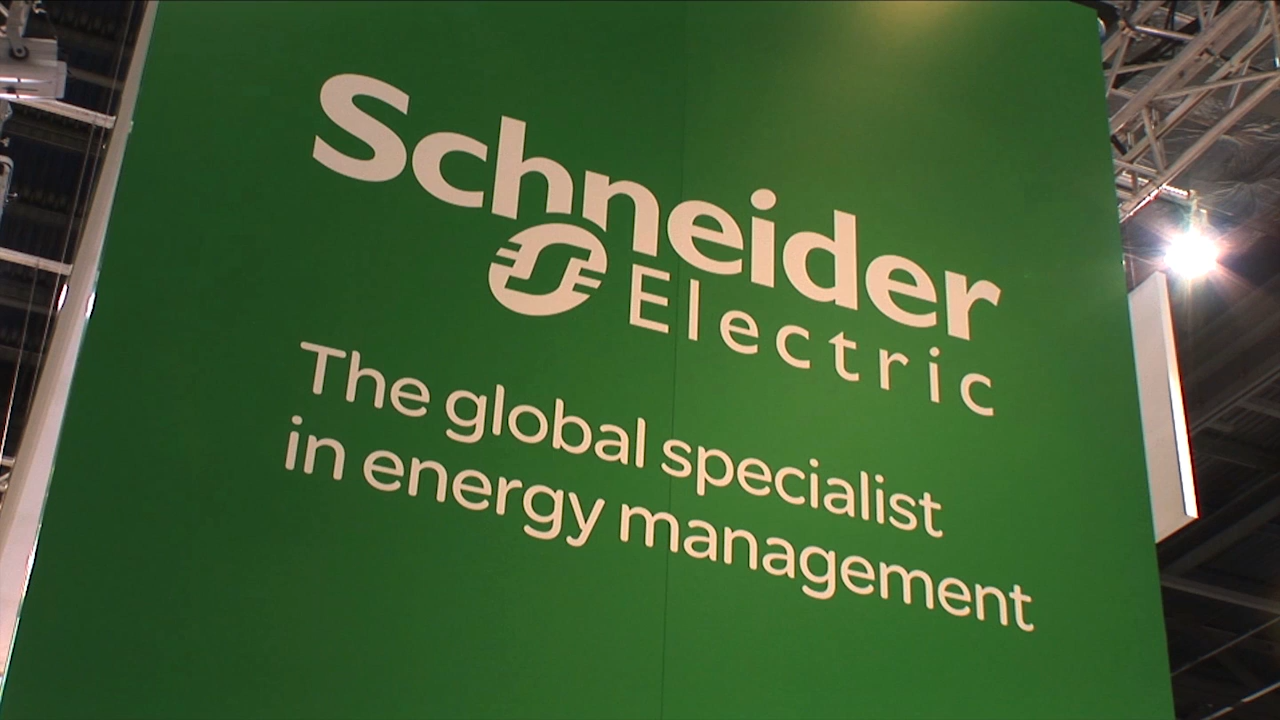 Schneider
Electric
The global specialist
in energy management